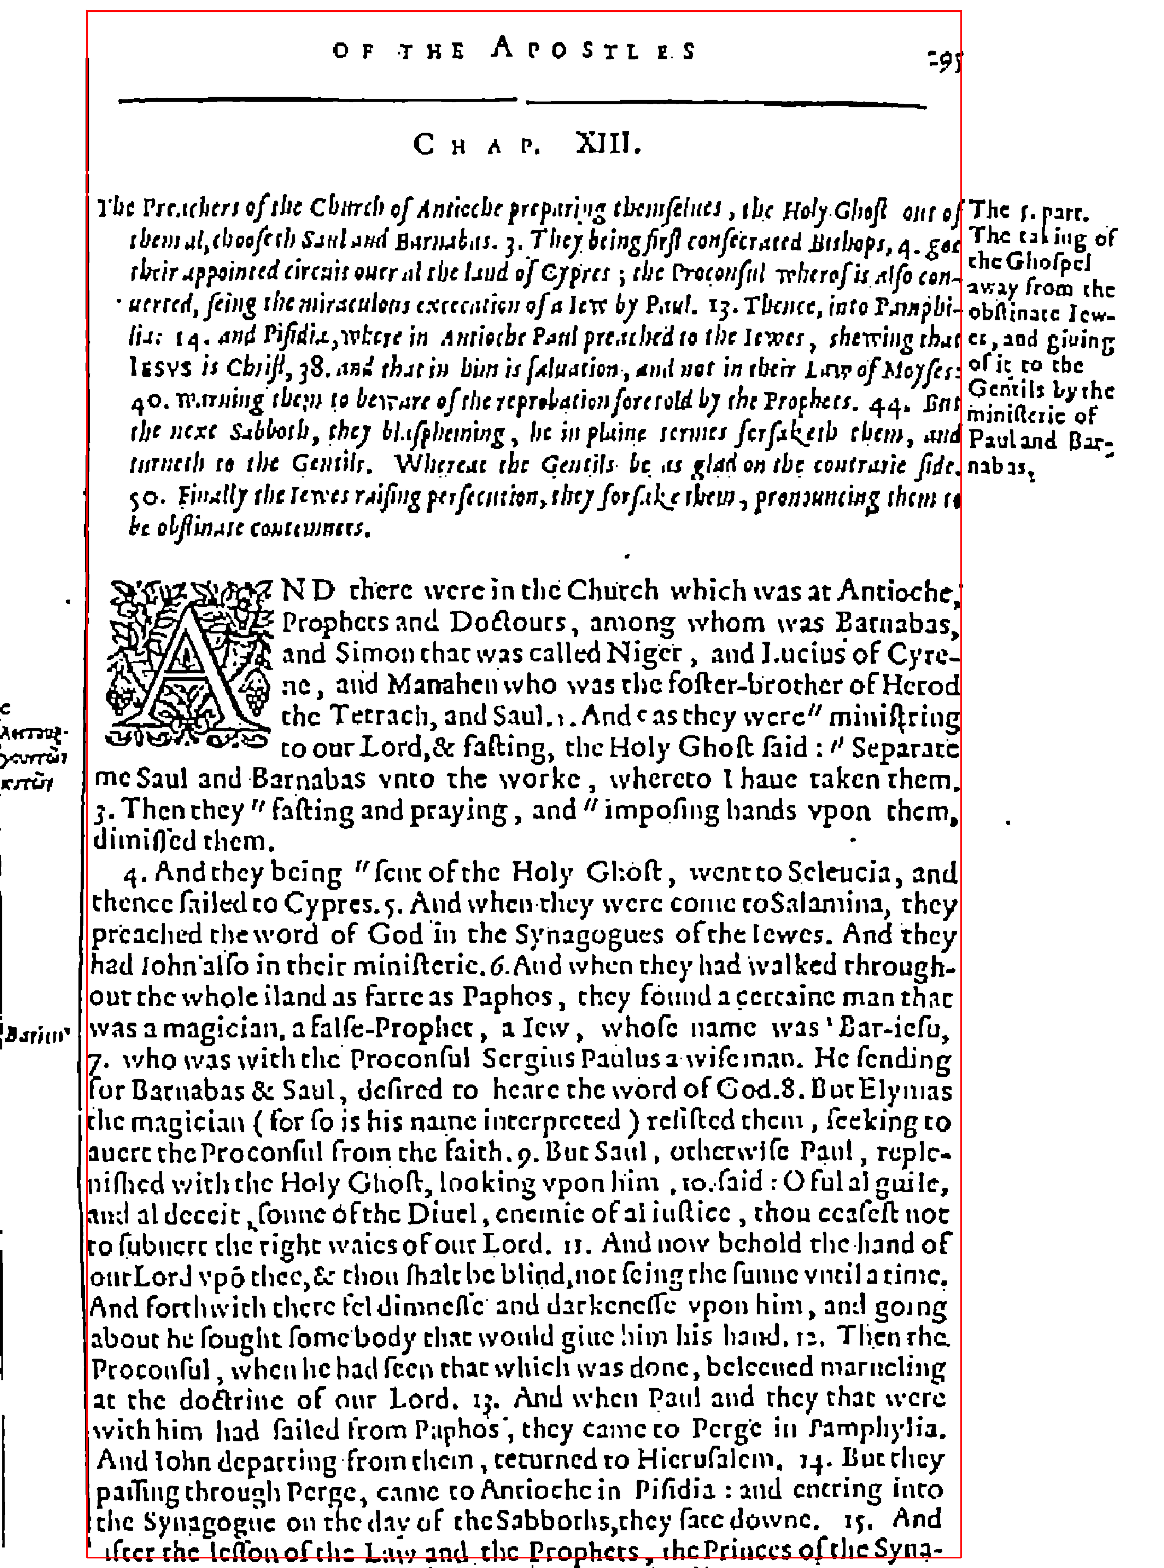 OF THE APOSTLES 295
CHAP. XIII.
The Preachers of the Church of Antioche preparing themselues, the Holy Ghoſt out of
them al, chooſeth Saul and Barnabas. 3. They being firſt conſecrated Bishops, 4. goe
their appointed circuit ouer al the land of Cypres; the Proconſul wherof is alſo con-
uerted, ſeing the miraculous excecation of a Iew by Paul. 13. Thence, into Pamphi-
lia: 14. and Piſidia, where in Antioche Paul preached to the Iewes, shewing that
IESVS is Chriſt, 38. and that in him is ſaluation, and not in their Law of Moyſes:
40. warning them to beware of the reprobation foretold by the Prophets. 44. But
the next Sabboth, they blaſpheming, he in plaine termes forſaketh them, and
turneth to the Gentils. Whereat the Gentils be as glad on the contrarie ſide.
50. Finally the Iewes raiſing perſecution, they forſake them, pronouncing them to
be obſtinate contemners.
The 5. part.
The taking of
the Ghoſpel
away from the
obſtinate Iew-
es, and giuing
of it to the
Gentils by the
miniſterie of
Paul and Bar-
nabas.
AND there were in the Church which was at Antioche,
Prophets and Doctours, among whom was Barnabas,
and Simon that was called Niger, and Lucius of Cyre-
ne, and Manahen who was the foſter-brother of Herod
the Tetrach, and Saul. 2. And c as they were " miniſtring
to our Lord, & faſting, the Holy Ghoſt ſaid: " Separate
me Saul and Barnabas vnto the worke, whereto I haue taken them.
3. Then they " faſting and praying, and " impoſing hands vpon them,
dimiſſed them.
4. And they being " ſent of the Holy Ghoſt, went to Seleucia, and
thence ſailed to Cypres. 5. And when they were come to Salamina, they
preached the word of God in the Synagogues of the Iewes. And they
had Iohn alſo in their miniſterie. 6. And when they had walked through-
out the whole iland as farre as Paphos, they found a certaine man that
was a magician, a falſe-Prophet, a Iew, whoſe name was ' Bar-ieſu,
7. who was with the Proconſul Sergius Paulus a wiſe man. He ſending
for Barnabas & Saul, deſired to heare the word of God. 8. But Elymas
the magician (for ſo is his name interpreted) reſiſted them, ſeeking to
auert the Proconſul from the faith. 9. But Saul, otherwiſe Paul, reple-
niſhed with the Holy Ghoſt, looking vpon him, 10. ſaid: O ful al guile,
and al deceit, ſonne of the Diuel, enemie of al iuſtice, thou ceaſeſt not
to ſubuert the right waies of our Lord. 11. And now behold the hand of
our Lord vpō thee, & thou ſhalt be blind, not ſeing the ſunne vntil a time.
And forthwith there fel dimneſſe and darkeneſſe vpon him, and going
about he ſought ſome body that would giue him his hand. 12. Then the
Proconſul, when he had ſeen that which was done, beleeued marueling
at the doctrine of our Lord. 13. And when Paul and they that were
with him had ſailed from Paphos, they came to Perge in Pamphylia.
And Iohn departing from them, returned to Hieruſalem. 14. But they
paſſing through Perge, came to Antioche in Piſidia: and entring into
the Synagogue on the day of the Sabboths, they ſate downe. 15. And
after the leſſon of the Law and the Prophets, the Princes of the Syna-
c
Barieu